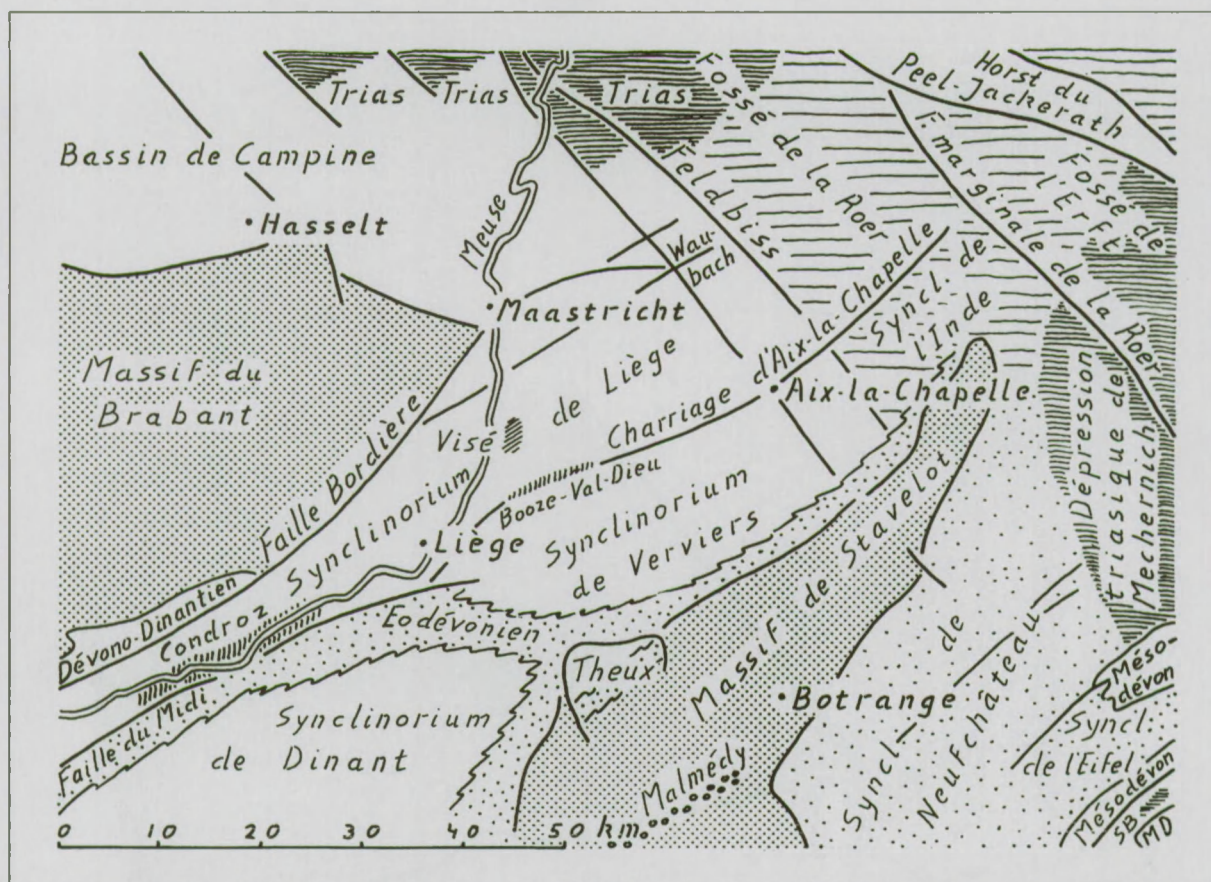 Trias
Trias
Trias
Fossé de la Roer
Horst du
Peel-Jackerath
Bassin de Campine
Feldbiss
F. marginale de la Roer
Fossé de
l'Erft
Hasselt
Meuse
Wau-
bach
Maastricht
Syncl. de
l'Inde
Massif du
Brabant
Faille Bordière
Synclinorium
de Liège
Visé
Charriage d'Aix-la-Chapelle
Aix-la-Chapelle
Booze-Val-Dieu
Dépression
triasique de
Mechernich
Liège
Synclinorium
de Verviers
Massif de Stavelot
Dévono-Dinantien
Condroz
Eodévonien
Theux
Faille du Midi
Synclinorium
de Dinant
Botrange
Malmédy
Syncl. de
Neufchâteau
Méso-
dévon
Syncl.
de l'Eifel
Mésodévon
SB
MD
0 10 20 30 40 50 km